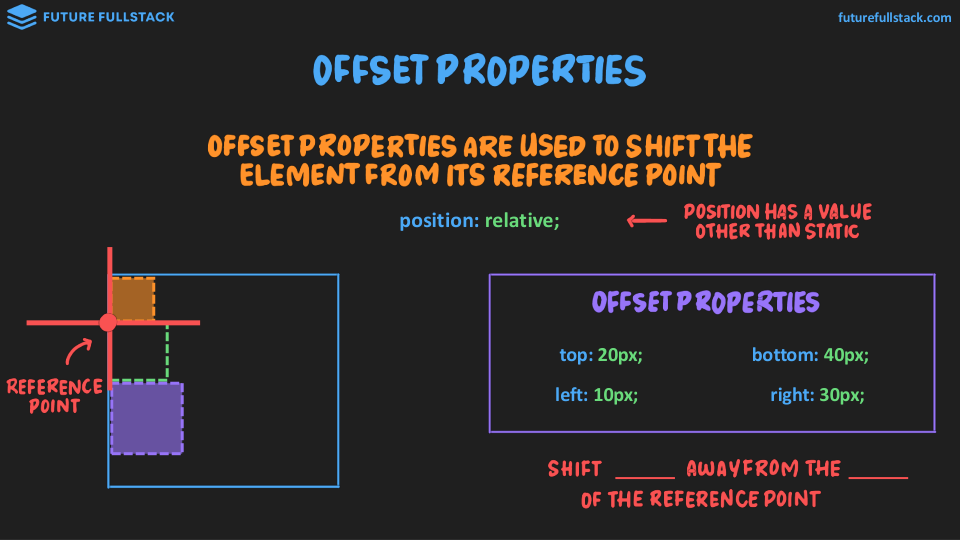 FUTURE FULLSTACK
futurefullstack.com
OFFSET PROPERTIES
OFFSET PROPERTIES ARE USED TO SHIFT THE
ELEMENT FROM ITS REFERENCE POINT
position: relative;
POSITION HAS A VALUE
OTHER THAN STATIC
REFERENCE
POINT
OFFSET PROPERTIES
top: 20px;
bottom: 40px;
left: 10px;
right: 30px;
SHIFT ______ AWAY FROM THE ______
OF THE REFERENCE POINT